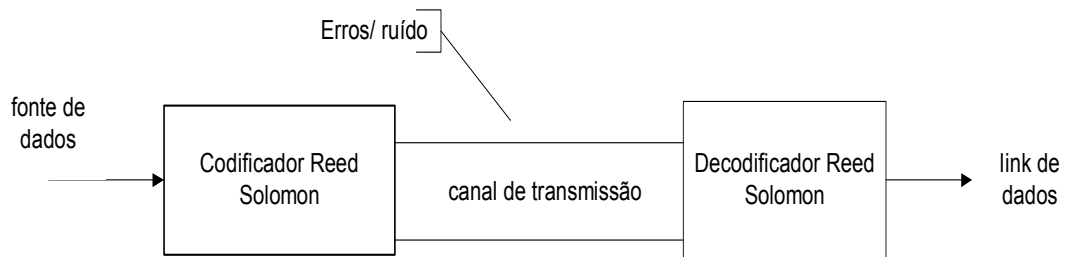 Erros/ ruído
fonte de
dados
Codificador Reed
Solomon
canal de transmissão
Decodificador Reed
Solomon
link de
dados